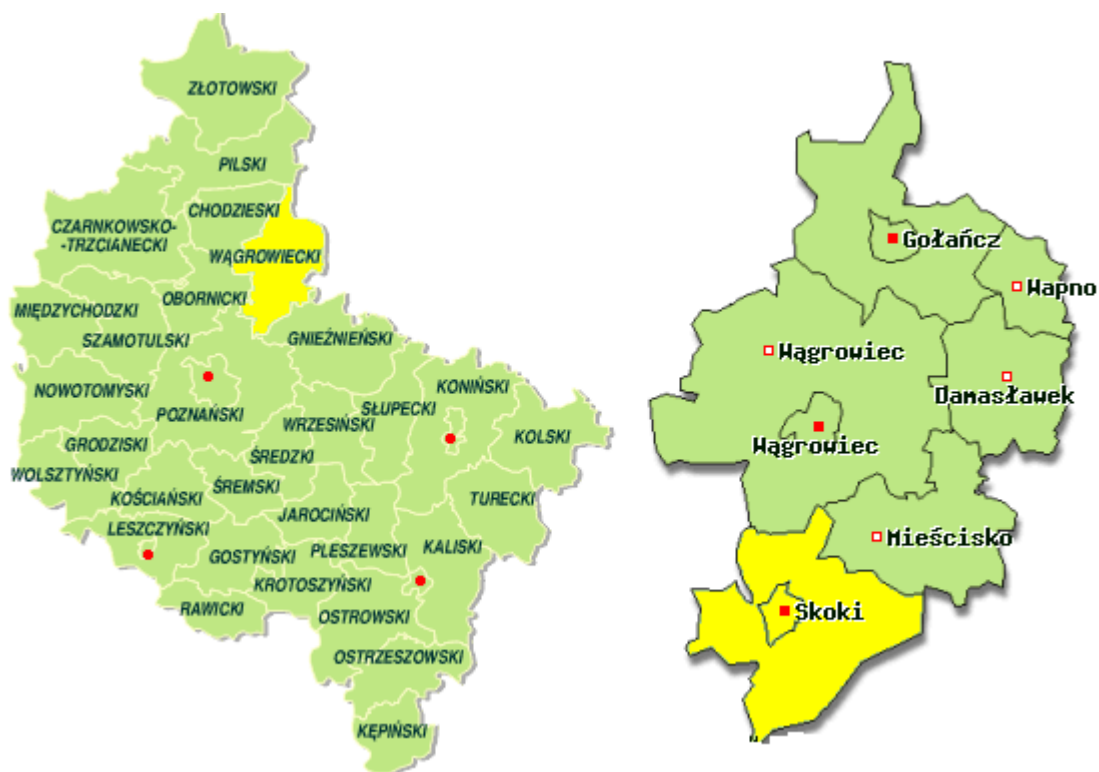 ZŁOTOWSKI
PILSKI
CHODZIESKI
CZARNKOWSKO-
-TRZCIANECKI
WĄGROWIECKI
OBORNICKI
MIĘDZYCHODZKI
SZAMOTULSKI
GNIEŹNIEŃSKI
NOWOTOMYSKI
KONIŃSKI
POZNAŃSKI
SŁUPECKI
WRZESIŃSKI
KOLSKI
GRODZISKI
ŚREDZKI
WOLSZTYŃSKI
ŚREMSKI
KOŚCIAŃSKI
TURECKI
JAROCIŃSKI
LESZCZYŃSKI
GOSTYŃSKI
PLESZEWSKI
KALISKI
KROTOSZYŃSKI
RAWICKI
OSTROWSKI
OSTRZESZOWSKI
KĘPIŃSKI
Gołańcz
Wapno
Wągrowiec
Damasławek
Wągrowiec
Mieścisko
Skoki